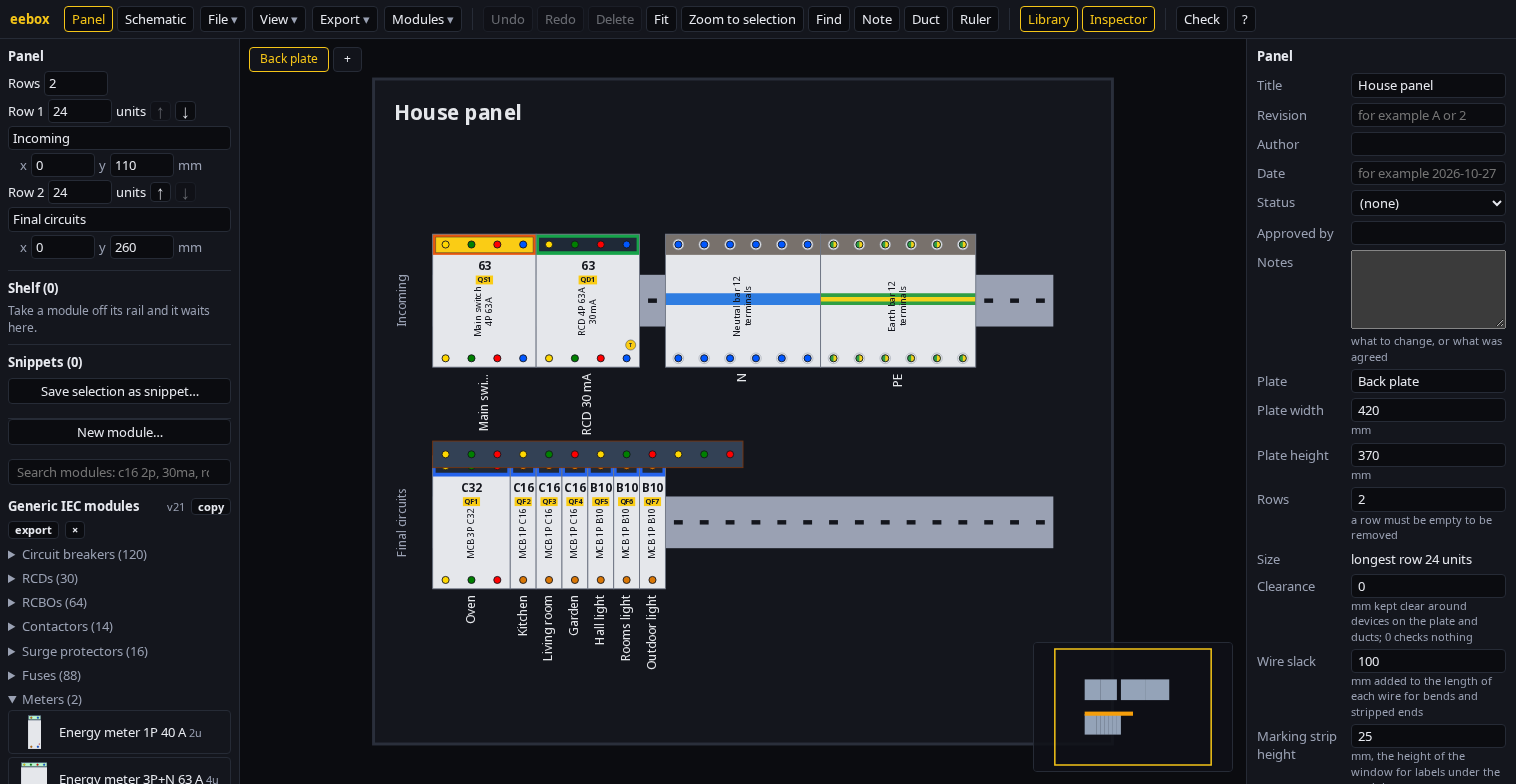 eebox Panel Schematic File ▾ View ▾ Export ▾ Modules ▾ Undo Redo Delete Fit Zoom to selection Find Note Duct Ruler Library Inspector Check ?
Panel
Rows 2
Row 1 24 units ↑ ↓
Incoming
x 0 y 110 mm
Row 2 24 units ↑ ↓
Final circuits
x 0 y 260 mm
Shelf (0)
Take a module off its rail and it waits
here.
Snippets (0)
Save selection as snippet...
New module...
Search modules: c16 2p, 30ma, rc
Generic IEC modules v21 copy
export ×
Circuit breakers (120)
RCDs (30)
RCBOs (64)
Contactors (14)
Surge protectors (16)
Fuses (88)
Meters (2)
Energy meter 1P 40 A 2u
Energy meter 3P+N 63 A 4u
Back plate +
House panel
Incoming
63
QS1
Main switch
4P 63A
63
QD1
RCD 4P 63A
30mA
T
Neutral bar 12
terminals
Earth bar 12
terminals
Main swi...
RCD 30 mA
N
PE
Final circuits
C32 C16 C16 C16 B10 B10 B10
QF1 QF2 QF3 QF4 QF5 QF6 QF7
MCB 3P C32
MCB 1P C16
MCB 1P C16
MCB 1P C16
MCB 1P B10
MCB 1P B10
MCB 1P B10
Oven
Kitchen
Living room
Garden
Hall light
Rooms light
Outdoor light
Panel
Title House panel
Revision for example A or 2
Author
Date for example 2026-10-27
Status (none)
Approved by
Notes
what to change, or what was
agreed
Plate Back plate
Plate width 420
mm
Plate height 370
mm
Rows 2
a row must be empty to be
removed
Size longest row 24 units
Clearance 0
mm kept clear around
devices on the plate and
ducts; 0 checks nothing
Wire slack 100
mm added to the length of
each wire for bends and
stripped ends
Marking strip
height 25
mm, the height of the
window for labels under the